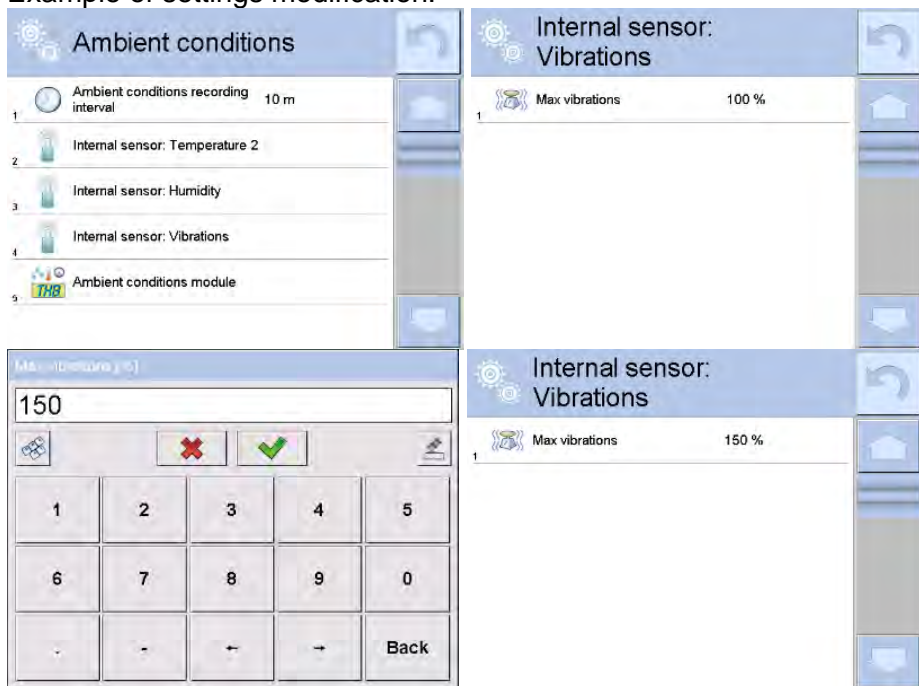 Example of settings modification:
Ambient conditions
1 Ambient conditions recording interval 10 m
2 Internal sensor: Temperature 2
3 Internal sensor: Humidity
4 Internal sensor: Vibrations
THB Ambient conditions module
Internal sensor:
Vibrations
1 Max vibrations 100 %
150
1 2 3 4 5
6 7 8 9 0
. - ← → Back
Internal sensor:
Vibrations
1 Max vibrations 150 %